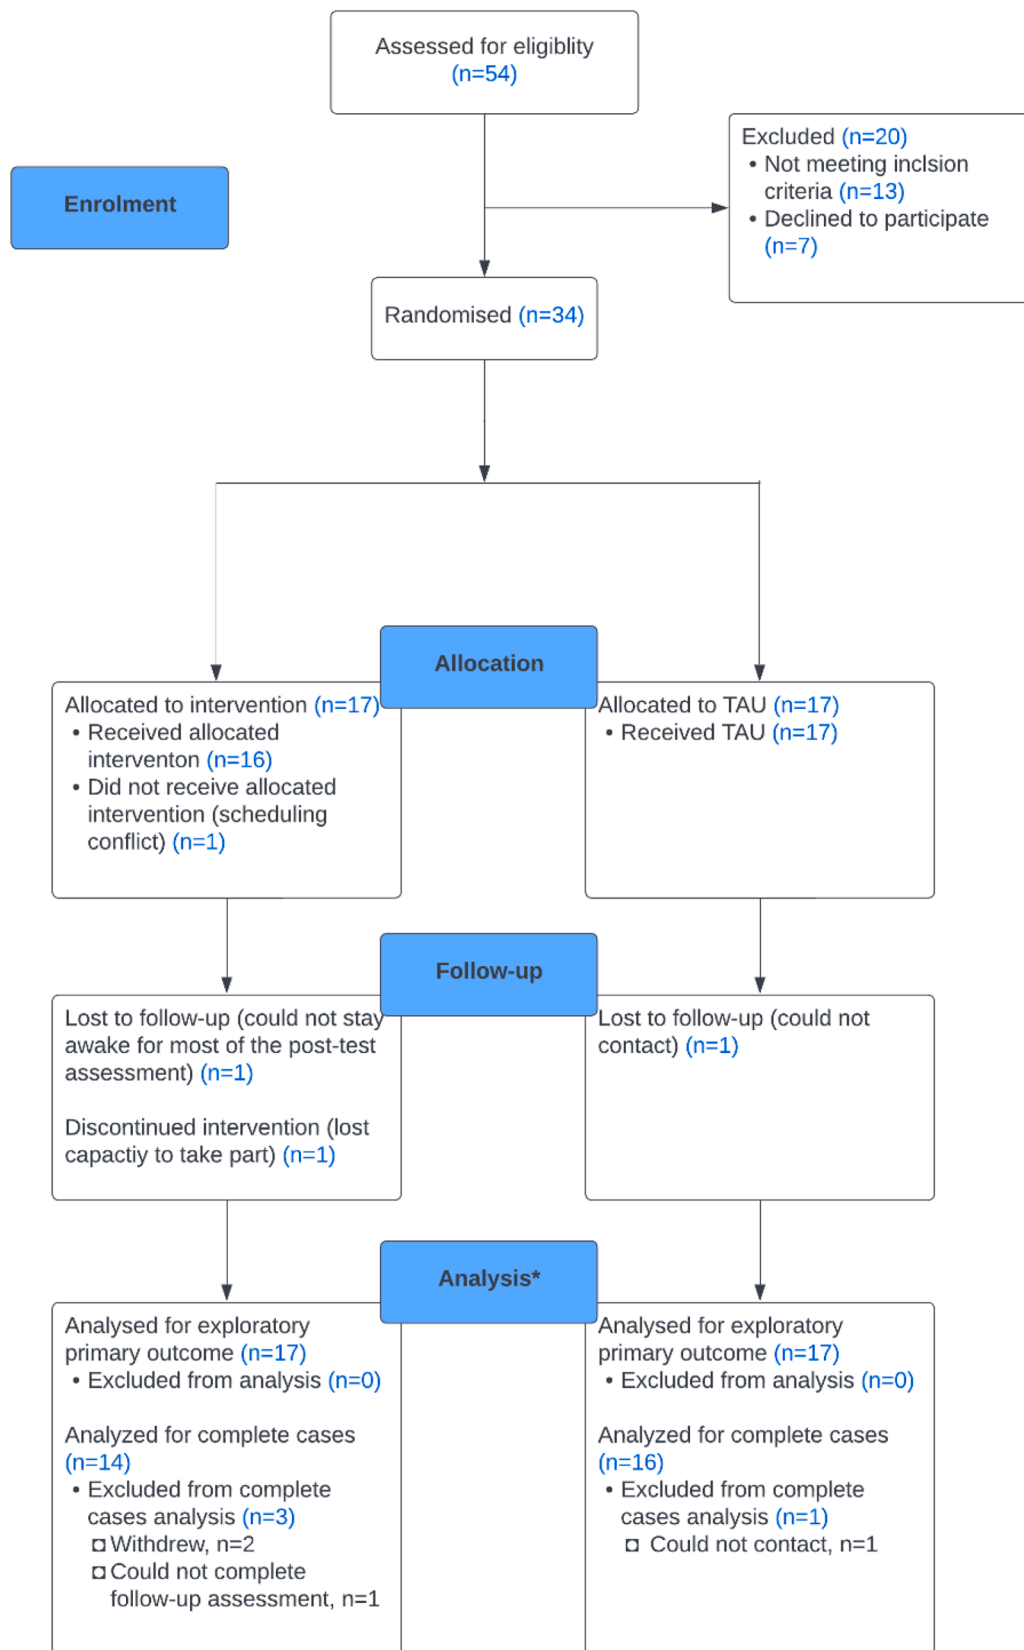 Assessed for eligiblity
(n=54)
Excluded (n=20)
• Not meeting inclsion
criteria (n=13)
• Declined to participate
(n=7)
Enrolment
Randomised (n=34)
Allocation
Allocated to intervention (n=17)
• Received allocated
interventon (n=16)
• Did not receive allocated
intervention (scheduling
conflict) (n=1)
Allocated to TAU (n=17)
• Received TAU (n=17)
Follow-up
Lost to follow-up (could not stay
awake for most of the post-test
assessment) (n=1)
Discontinued intervention (lost
capactiy to take part) (n=1)
Lost to follow-up (could not
contact) (n=1)
Analysis*
Analysed for exploratory
primary outcome (n=17)
• Excluded from analysis (n=0)
Analyzed for complete cases
(n=14)
• Excluded from complete
cases analysis (n=3)
Withdrew, n=2
Could not complete
follow-up assessment, n=1
Analysed for exploratory
primary outcome (n=17)
• Excluded from analysis (n=0)
Analyzed for complete cases
(n=16)
• Excluded from complete
cases analysis (n=1)
Could not contact, n=1